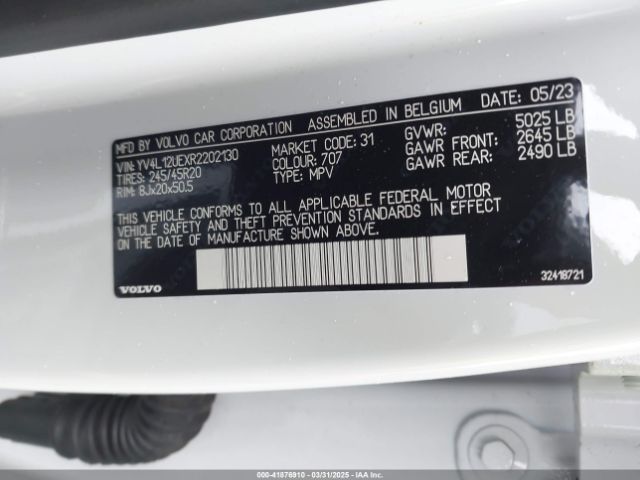 MFD. BY VOLVO CAR CORPORATION ASSEMBLED IN BELGIUM DATE: 05/23
VIN: YV4L12UEXR2202130 MARKET CODE: 31 GVWR: 5025 LB
TIRES: 245/45R20 COLOUR: 707 GAWR FRONT: 2645 LB
RIM: 8Jx20x50.5 TYPE: MPV GAWR REAR: 2490 LB
THIS VEHICLE CONFORMS TO ALL APPLICABLE FEDERAL MOTOR
VEHICLE SAFETY AND THEFT PREVENTION STANDARDS IN EFFECT
ON THE DATE OF MANUFACTURE SHOWN ABOVE.
VOLVO 32418721
000-41876910 | 03/31/2025 - IAAI.COM